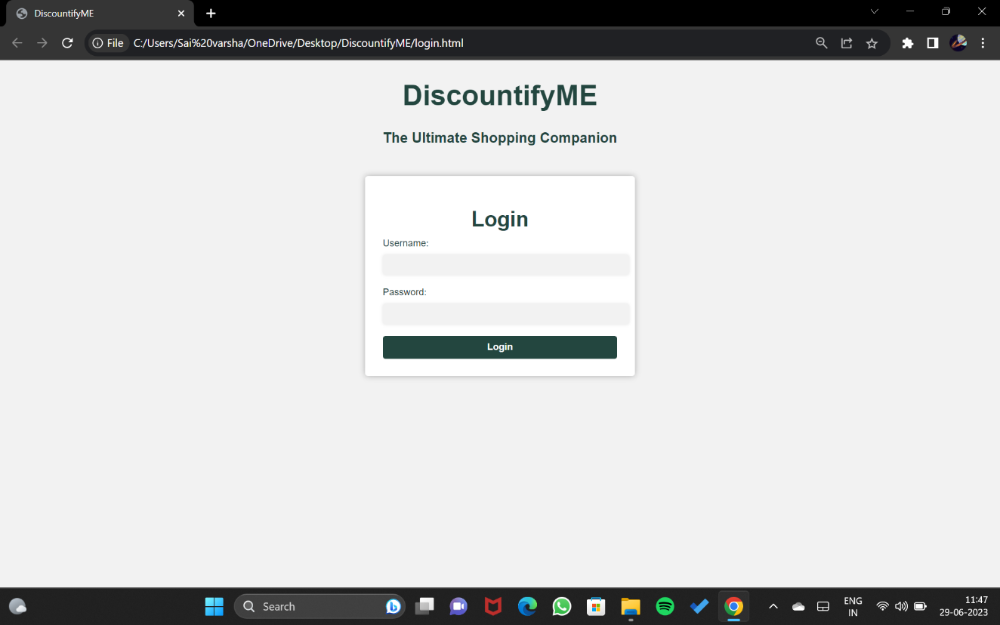 DiscountifyME
File C:/Users/Sai%20varsha/OneDrive/Desktop/DiscountifyME/login.html
DiscountifyME
The Ultimate Shopping Companion
Login
Username:
Password:
Login
Search
ENG
IN
11:47
29-06-2023